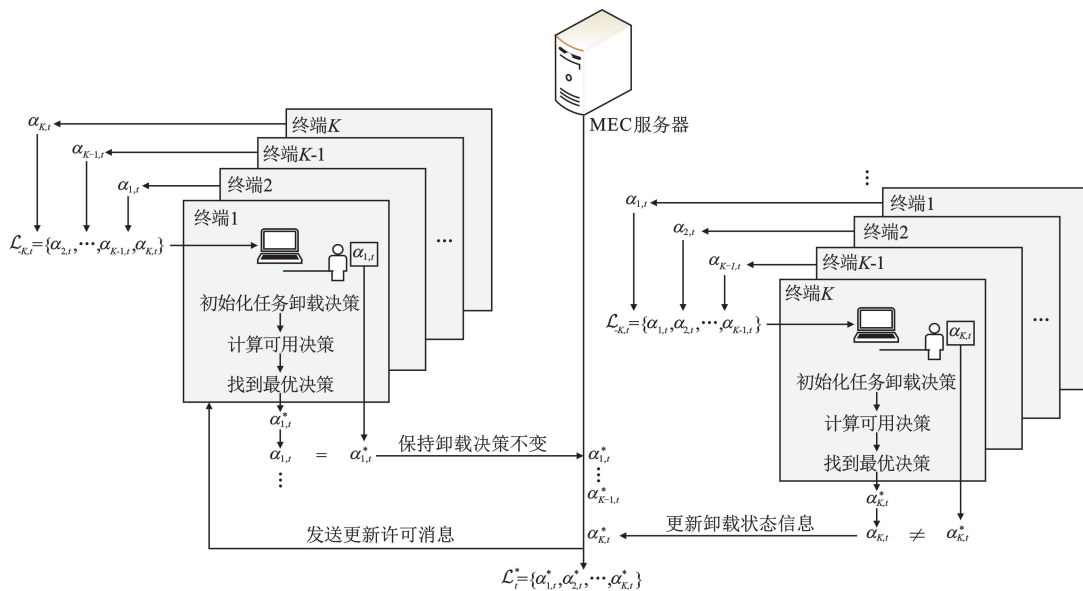 MEC服务器
α_{K,t}
终端K
α_{K-1,t}
终端K-1
α_{1,t}
终端2
终端1
ℒ_{K,t}={α_{2,t},⋯,α_{K-1,t},α_{K,t}}
α_{1,t}
⋯
初始化任务卸载决策
计算可用决策
找到最优决策
α*_{1,t}
α_{1,t} = α*_{1,t}
⋮
保持卸载决策不变
α*_{1,t}
⋮
α*_{K-1,t}
α*_{K,t}
发送更新许可消息
ℒ*_t={α*_{1,t},α*_{2,t},⋯,α*_{K,t}}
⋮
α_{1,t}
终端1
α_{2,t}
终端2
α_{K-1,t}
终端K-1
终端K
ℒ_{K,t}={α_{1,t},α_{2,t},⋯,α_{K-1,t}}
α_{K,t}
⋯
初始化任务卸载决策
计算可用决策
找到最优决策
α*_{K,t}
α_{K,t} ≠ α*_{K,t}
更新卸载状态信息